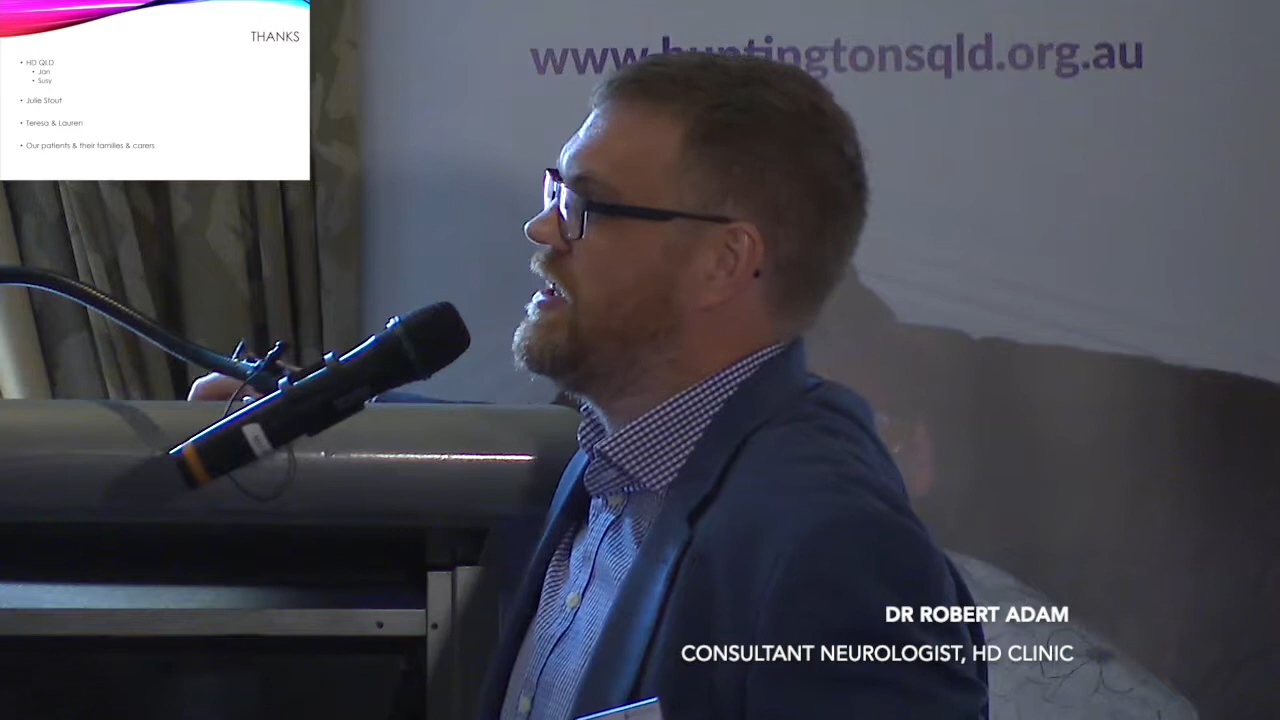 THANKS
• HD QLD
• Jan
• Susy
• Julie Stout
• Teresa & Lauren
• Our patients & their families & carers
www.huntingtonsqld.org.au
DR ROBERT ADAM
CONSULTANT NEUROLOGIST, HD CLINIC